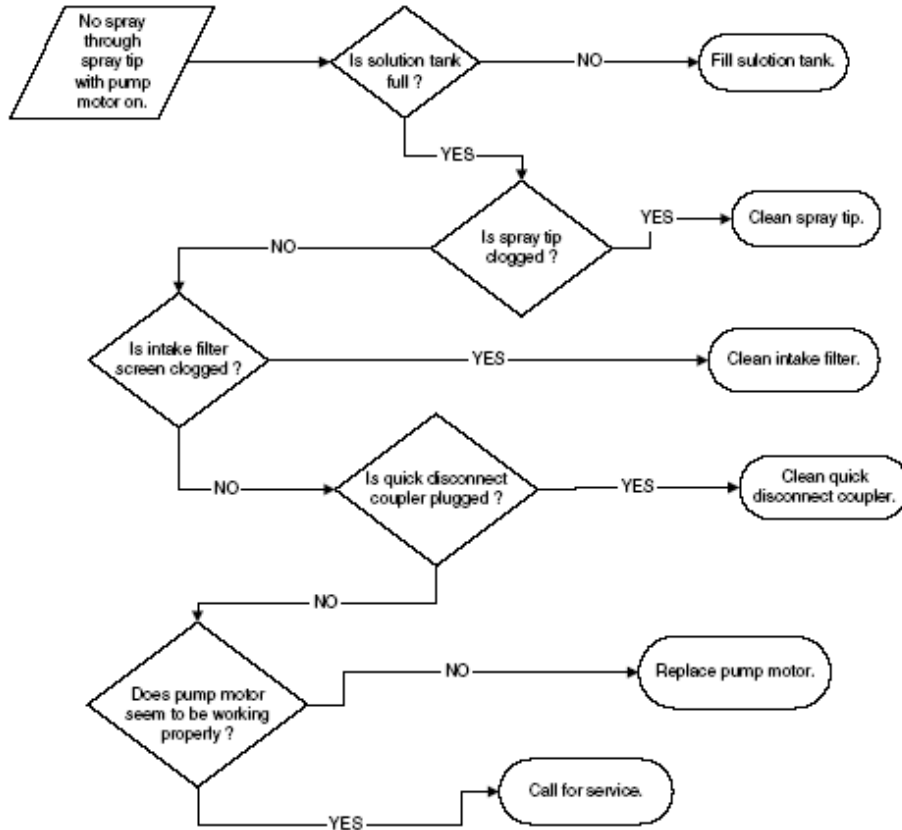 No spray
through
spray tip
with pump
motor on.
Is solution tank
full ?
NO
Fill sulotion tank.
YES
Is spray tip
clogged ?
YES
Clean spray tip.
NO
Is intake filter
screen clogged ?
YES
Clean intake filter.
NO
Is quick disconnect
coupler plugged ?
YES
Clean quick
disconnect coupler.
NO
Does pump motor
seem to be working
properly ?
NO
Replace pump motor.
YES
Call for service.